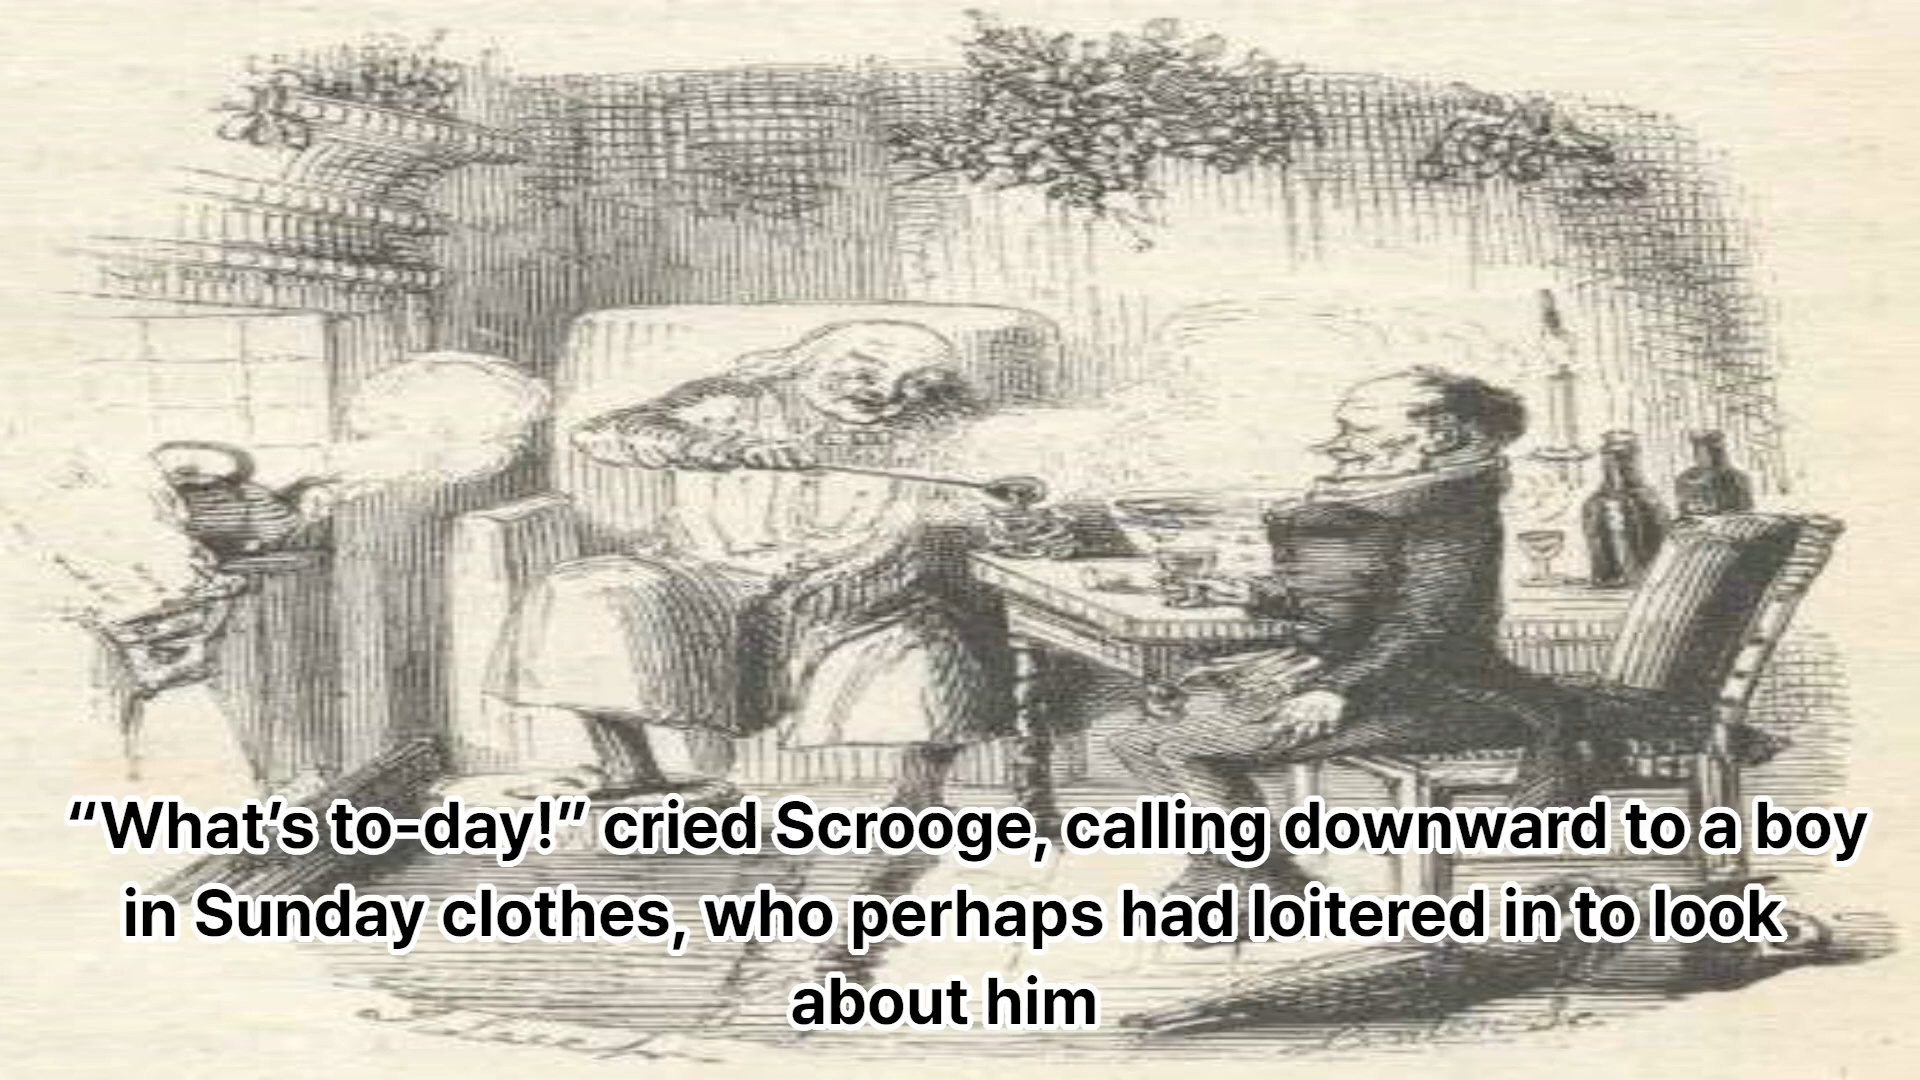 “What’s to-day!” cried Scrooge, calling downward to a boy
in Sunday clothes, who perhaps had loitered in to look
about him